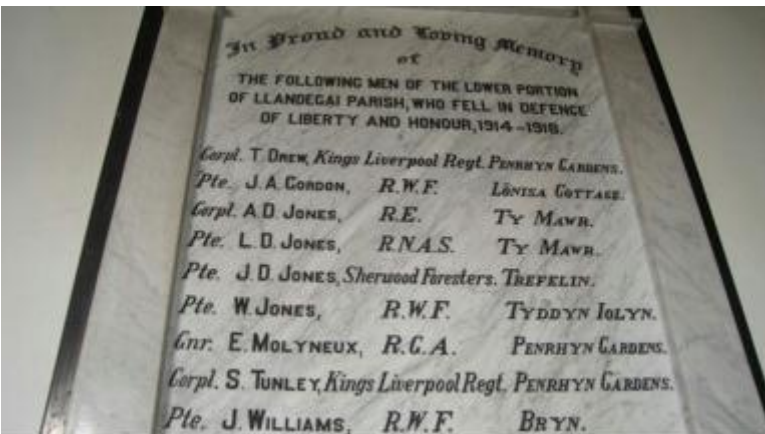 In Proud and Loving Memory
of
THE FOLLOWING MEN OF THE LOWER PORTION
OF LLANDEGAI PARISH, WHO FELL IN DEFENCE
OF LIBERTY AND HONOUR, 1914-1918.
Corpl. T. DREW, Kings Liverpool Regt. PENRHYN GARDENS.
Pte. J. A. GORDON, R.W.F. LÔNISA COTTAGE.
Corpl. A. D. JONES, R.E. TY MAWR.
Pte. L. D. JONES, R.N.A.S. TY MAWR.
Pte. J. D. JONES, Sherwood Foresters. TREFELIN.
Pte. W. JONES, R.W.F. TYDDYN IOLYN.
Gnr. E. MOLYNEUX, R.G.A. PENRHYN GARDENS.
Corpl. S. TUNLEY, Kings Liverpool Regt. PENRHYN GARDENS.
Pte. J. WILLIAMS, R.W.F. BRYN.